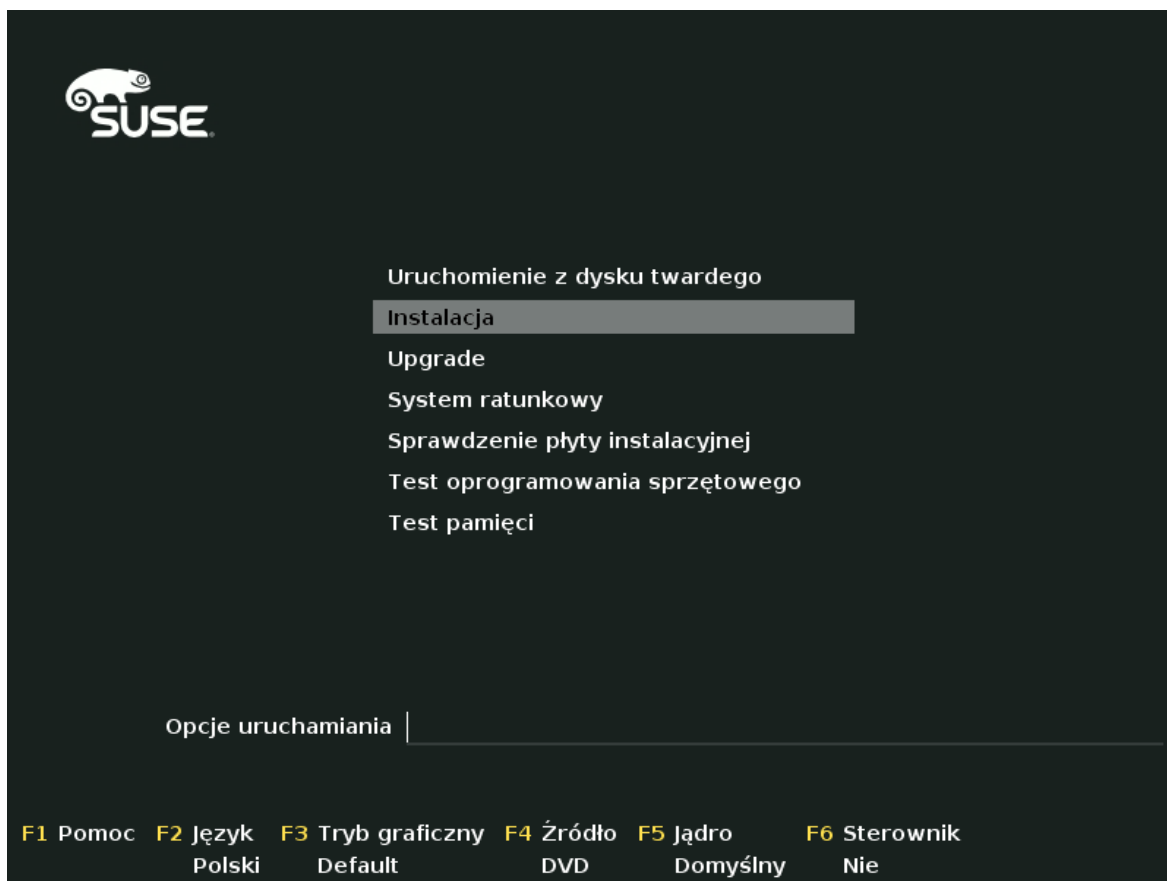 SUSE
Uruchomienie z dysku twardego
Instalacja
Upgrade
System ratunkowy
Sprawdzenie płyty instalacyjnej
Test oprogramowania sprzętowego
Test pamięci
Opcje uruchamiania
F1 Pomoc F2 Język F3 Tryb graficzny F4 Źródło F5 Jądro F6 Sterownik
Polski Default DVD Domyślny Nie